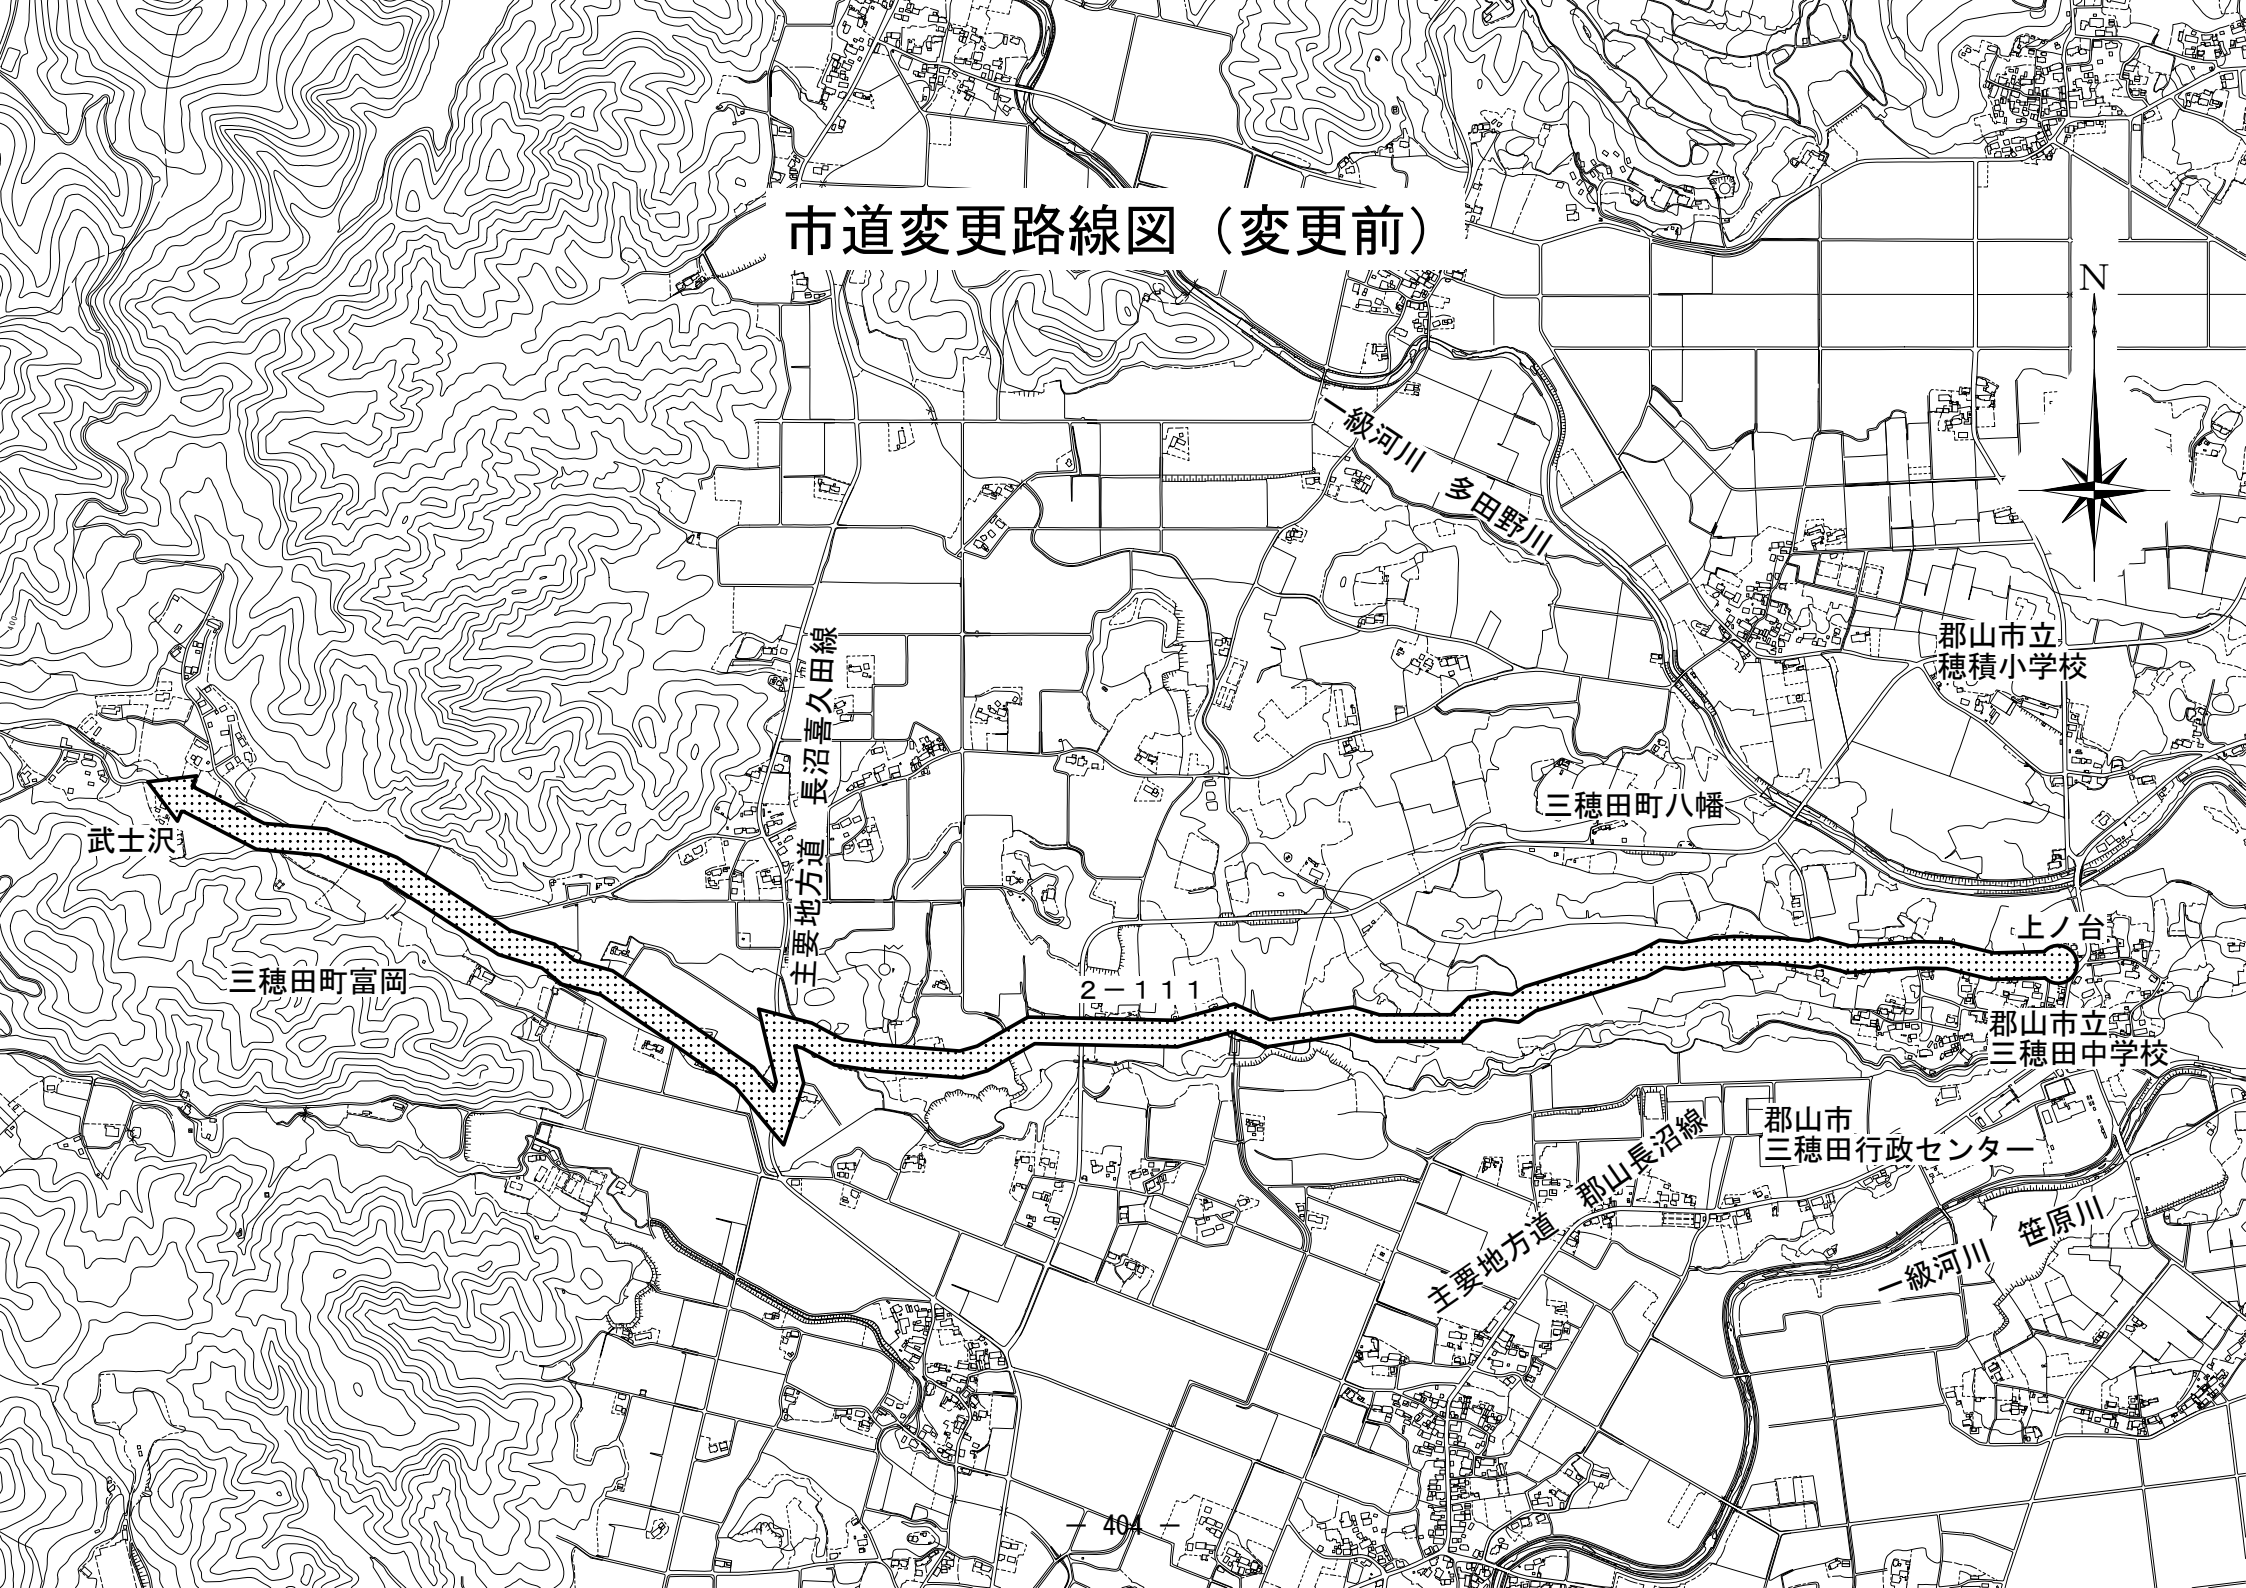 市道変更路線図（変更前）
N
一級河川　多田野川
郡山市立
穂積小学校
主要地方道　長沼喜久田線
三穂田町八幡
武士沢
上ノ台
三穂田町富岡
２－１１１
郡山市立
三穂田中学校
郡山市
三穂田行政センター
主要地方道　郡山長沼線
一級河川　笹原川
－ 404 －